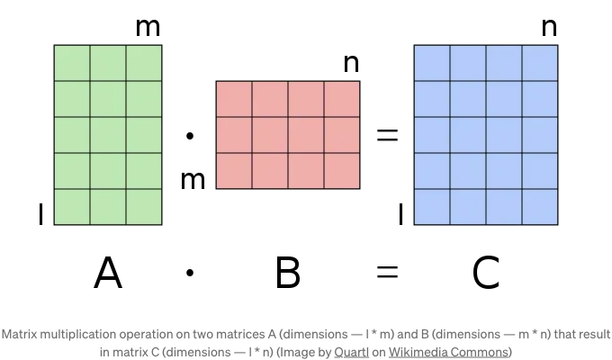 m
n
n
· =
m
l
l
A · B = C
Matrix multiplication operation on two matrices A (dimensions — l * m) and B (dimensions — m * n) that result
in matrix C (dimensions — l * n) (Image by Quartl on Wikimedia Commons)